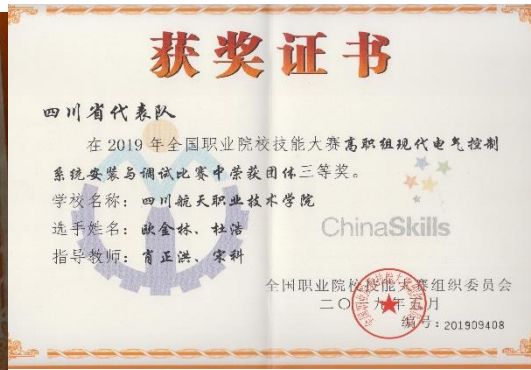 获奖证书
四川省代表队
在2019年全国职业院校技能大赛高职组现代电气控制
系统安装与调试比赛中荣获团体三等奖。
学校名称：四川航天职业技术学院
ChinaSkills
选手姓名：欧金林、杜浩
指导教师：肖正洪、宋科
全国职业院校技能大赛组织委员会
二〇一九年五月
编号：201909408